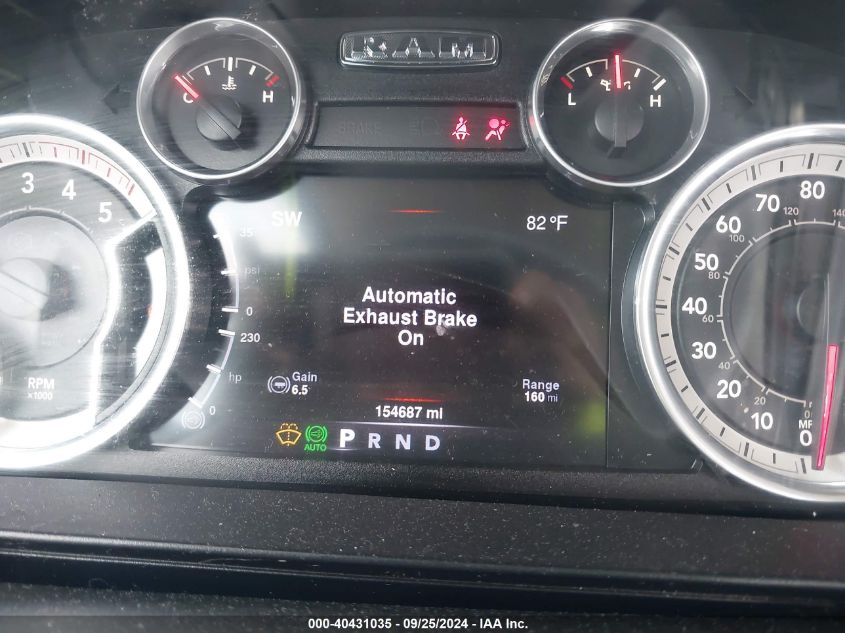 RAM
C H
L H
BRAKE
3 4 5
RPM
x1000
SW
82 °F
35
psi
0
230
hp
0
Automatic
Exhaust Brake
On
Gain
6.5
Range
160 mi
154687 mi
AUTO
P R N D
80
70
60
50
40
30
20
10
0
140
120
100
80
60
40
20
0
000-40431035 - 09/25/2024 - IAA Inc.